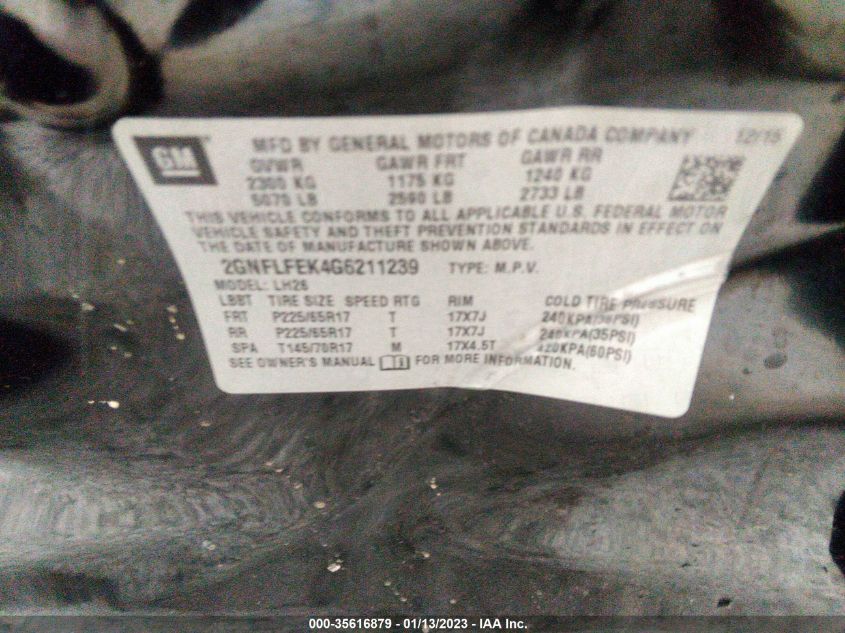 GM
MFD BY GENERAL MOTORS OF CANADA COMPANY 12/15
GVWR GAWR FRT GAWR RR
2300 KG 1175 KG 1240 KG
5070 LB 2590 LB 2733 LB
THIS VEHICLE CONFORMS TO ALL APPLICABLE U.S. FEDERAL MOTOR
VEHICLE SAFETY AND THEFT PREVENTION STANDARDS IN EFFECT ON
THE DATE OF MANUFACTURE SHOWN ABOVE.
2GNFLFEK4G6211239 TYPE: M.P.V.
MODEL: LH26
LBBT TIRE SIZE SPEED RTG RIM COLD TIRE PRESSURE
FRT P225/65R17 T 17X7J 240KPA(35PSI)
RR P225/65R17 T 17X7J 240KPA(35PSI)
SPA T145/70R17 M 17X4.5T 420KPA(60PSI)
SEE OWNER'S MANUAL FOR MORE INFORMATION.
000-35616879 - 01/13/2023 - IAA Inc.